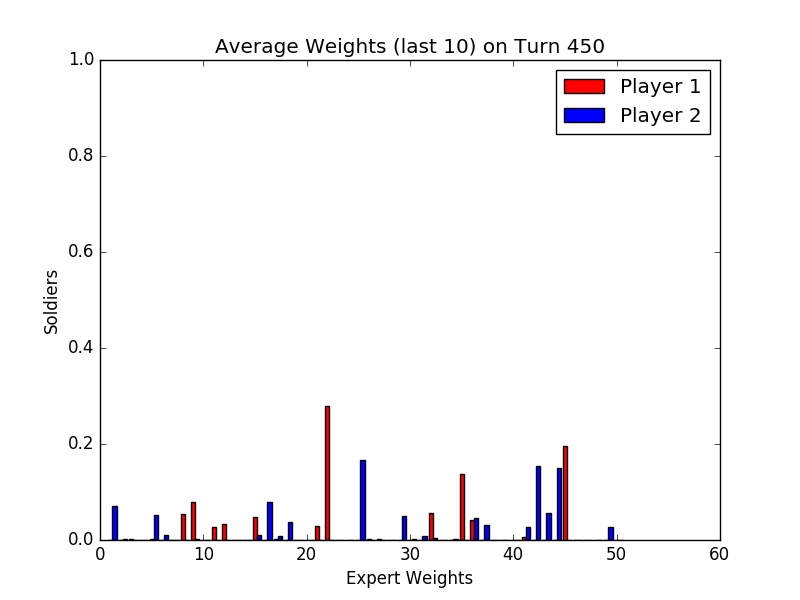 Average Weights (last 10) on Turn 450
Player 1
Player 2
1.0
0.8
0.6
0.4
0.2
0.0
Soldiers
0 10 20 30 40 50 60
Expert Weights